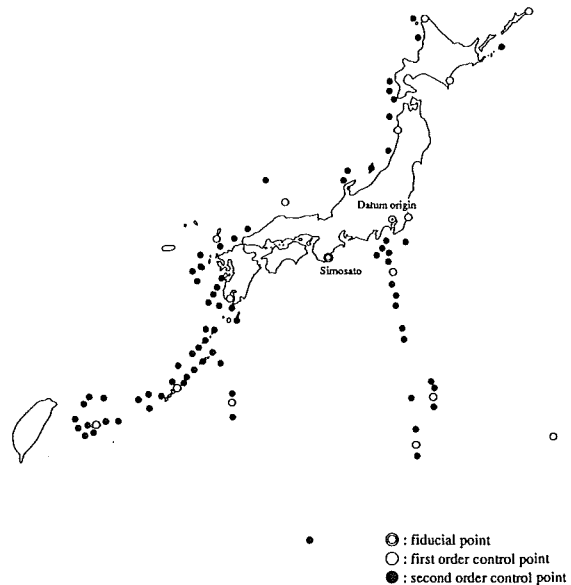 Datum origin
Simosato
: fiducial point
: first order control point
: second order control point